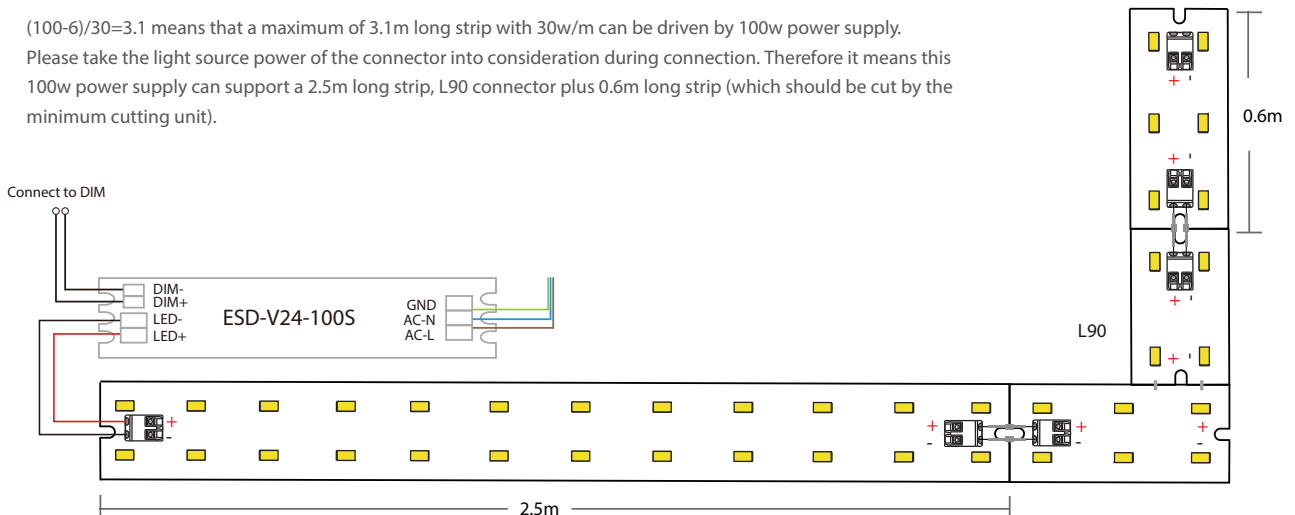 (100-6)/30=3.1 means that a maximum of 3.1m long strip with 30w/m can be driven by 100w power supply.
Please take the light source power of the connector into consideration during connection. Therefore it means this
100w power supply can support a 2.5m long strip, L90 connector plus 0.6m long strip (which should be cut by the
minimum cutting unit).
+ -
0.6m
+ -
Connect to DIM
DIM-
DIM+
LED-
LED+
ESD-V24-100S
GND
AC-N
AC-L
+ -
L90
+ -
+
-
+
-
+
-
+
-
2.5m